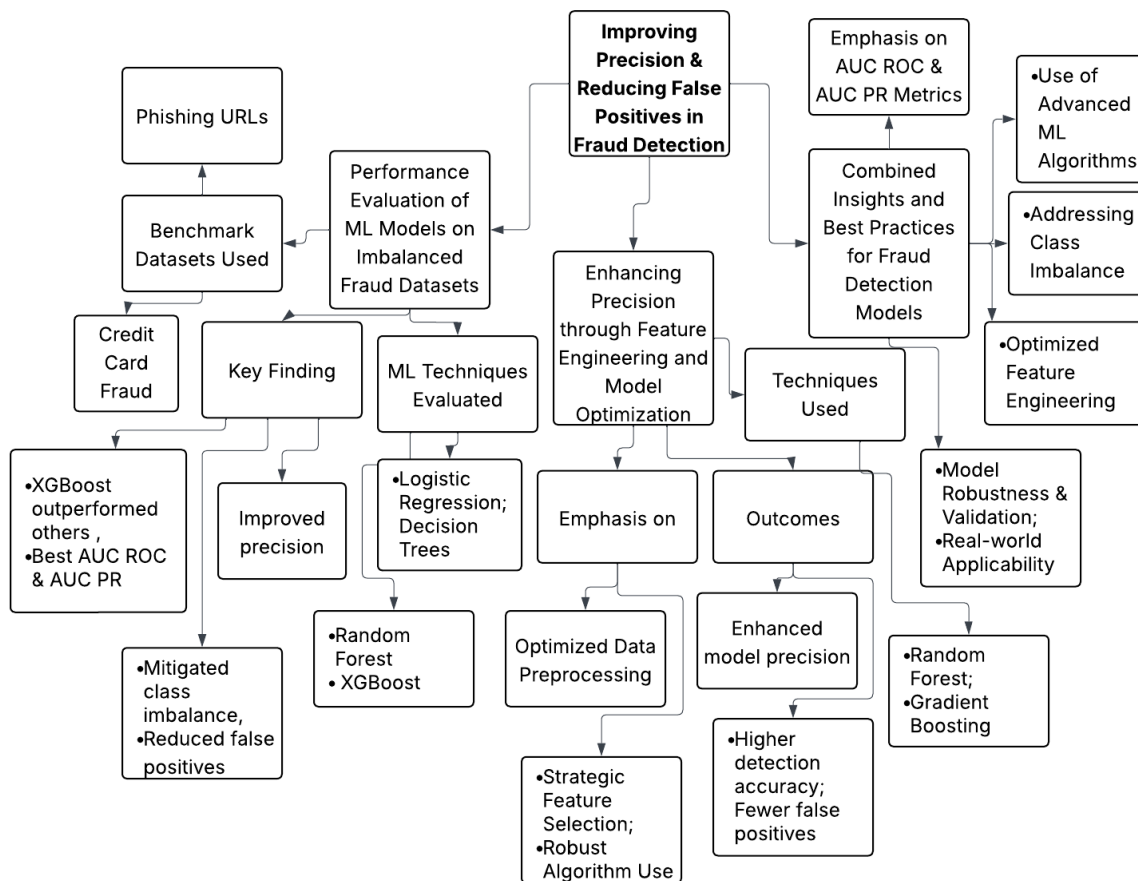 Improving
Precision &
Reducing False
Positives in
Fraud Detection
Emphasis on
AUC ROC &
AUC PR Metrics
•Use of
Advanced
ML
Algorithms
Phishing URLs
Performance
Evaluation of
ML Models on
Imbalanced
Fraud Datasets
Combined
Insights and
Best Practices
for Fraud
Detection
Models
•Addressing
Class
Imbalance
Benchmark
Datasets Used
Enhancing
Precision
through Feature
Engineering and
Model
Optimization
•Optimized
Feature
Engineering
Credit
Card
Fraud
Key Finding
ML Techniques
Evaluated
Techniques
Used
•XGBoost
outperformed
others ,
•Best AUC ROC
& AUC PR
Improved
precision
•Logistic
Regression;
Decision
Trees
Emphasis on
Outcomes
•Model
Robustness &
Validation;
•Real-world
Applicability
•Mitigated
class
imbalance,
•Reduced false
positives
•Random
Forest
• XGBoost
Optimized Data
Preprocessing
Enhanced
model precision
•Random
Forest;
•Gradient
Boosting
•Strategic
Feature
Selection;
•Robust
Algorithm Use
•Higher
detection
accuracy;
Fewer false
positives